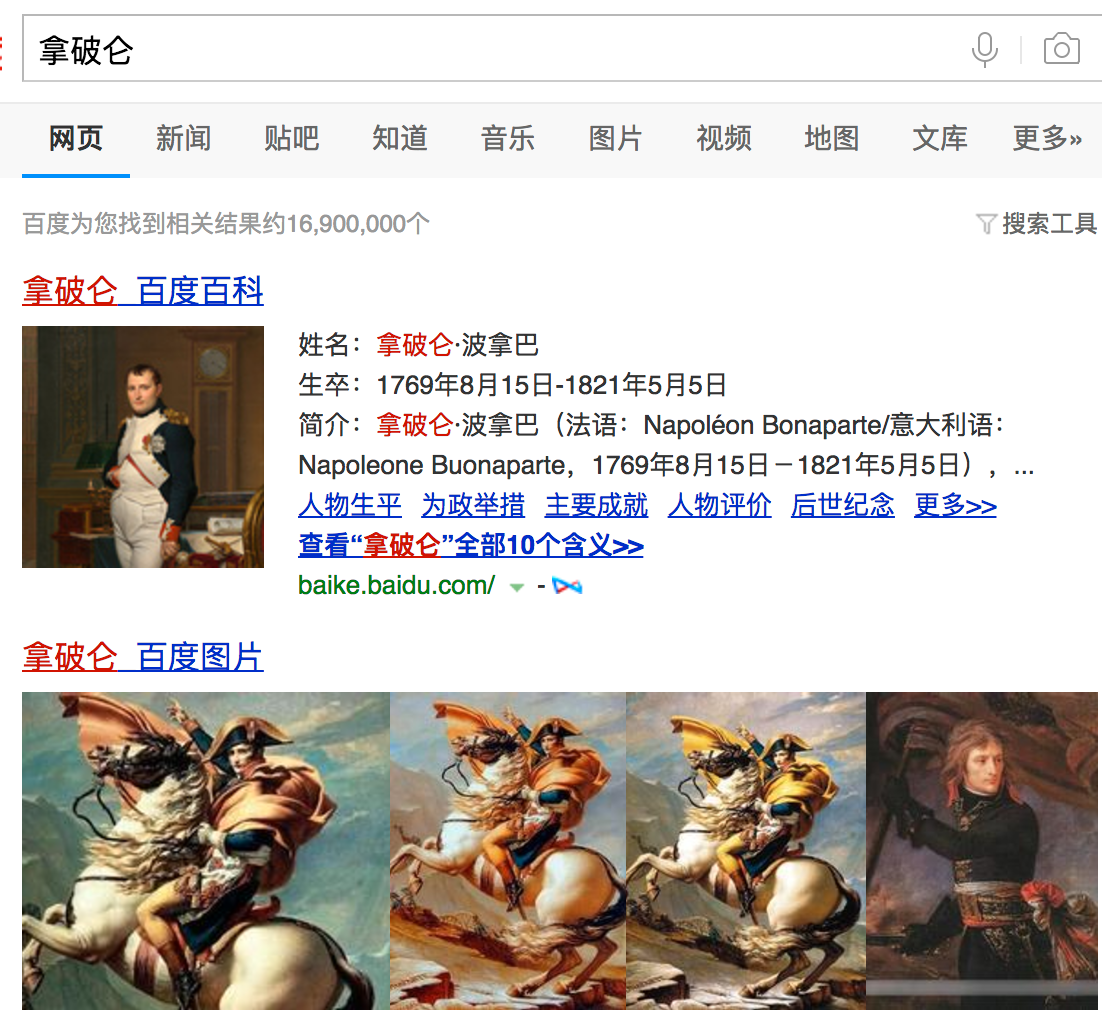 拿破仑
网页 新闻 贴吧 知道 音乐 图片 视频 地图 文库 更多»
百度为您找到相关结果约16,900,000个 搜索工具
拿破仑_百度百科
姓名：拿破仑·波拿巴
生卒：1769年8月15日-1821年5月5日
简介：拿破仑·波拿巴（法语：Napoléon Bonaparte/意大利语：
Napoleone Buonaparte，1769年8月15日－1821年5月5日），...
人物生平 为政举措 主要成就 人物评价 后世纪念 更多>>
查看“拿破仑”全部10个含义>>
baike.baidu.com/ -
拿破仑_百度图片